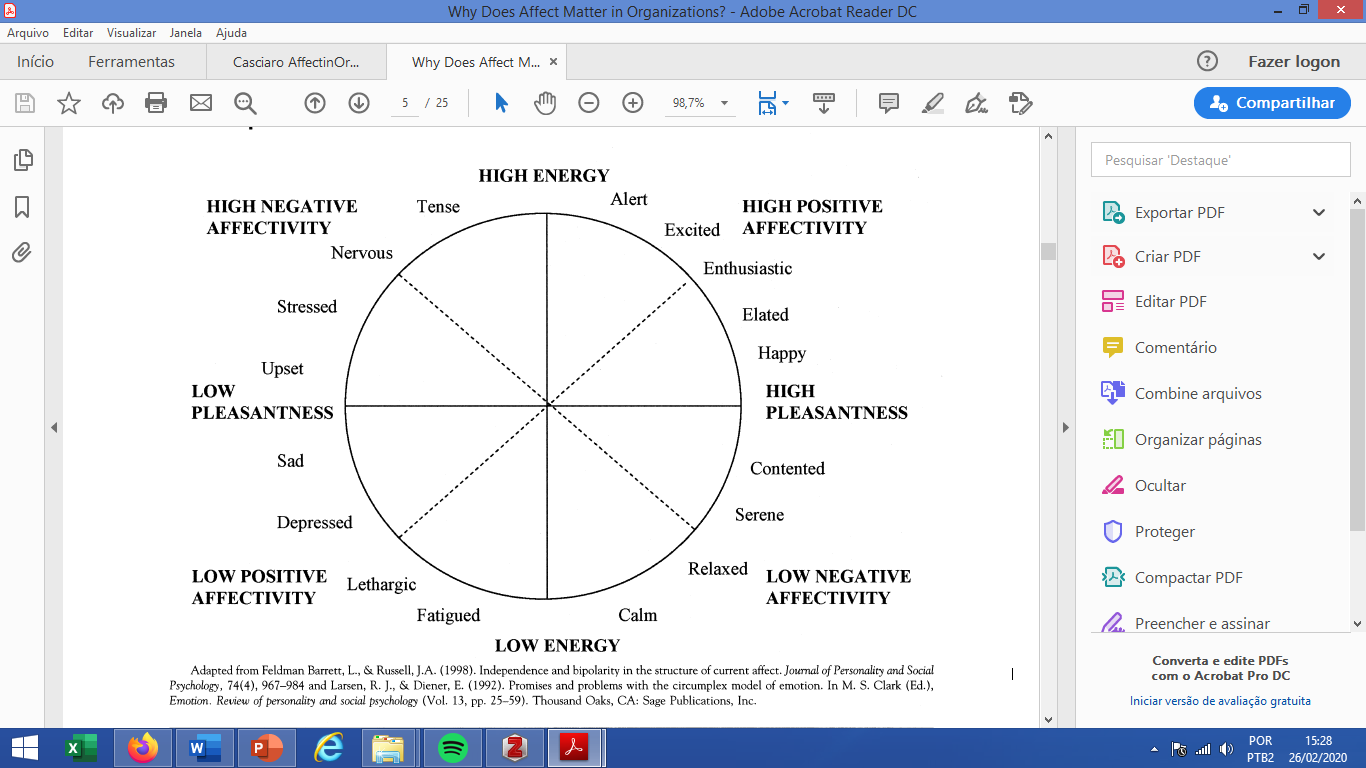 Why Does Affect Matter in Organizations? - Adobe Acrobat Reader DC
Arquivo Editar Visualizar Janela Ajuda
Início Ferramentas Casciaro AffectinOr... Why Does Affect M... × Fazer logon
5 / 25 98,7% Compartilhar
HIGH ENERGY
HIGH NEGATIVE
AFFECTIVITY
Tense
Alert
HIGH POSITIVE
AFFECTIVITY
Excited
Nervous
Enthusiastic
Stressed
Elated
Happy
Upset
LOW
PLEASANTNESS
HIGH
PLEASANTNESS
Sad
Contented
Serene
Depressed
Relaxed
LOW POSITIVE
AFFECTIVITY
Lethargic
LOW NEGATIVE
AFFECTIVITY
Fatigued
Calm
LOW ENERGY
Adapted from Feldman Barrett, L., & Russell, J.A. (1998). Independence and bipolarity in the structure of current affect. Journal of Personality and Social
Psychology, 74(4), 967–984 and Larsen, R. J., & Diener, E. (1992). Promises and problems with the circumplex model of emotion. In M. S. Clark (Ed.),
Emotion. Review of personality and social psychology (Vol. 13, pp. 25–59). Thousand Oaks, CA: Sage Publications, Inc.
Pesquisar 'Destaque'
Exportar PDF
Criar PDF
Editar PDF
Comentário
Combine arquivos
Organizar páginas
Ocultar
Proteger
Compactar PDF
Preencher e assinar
Converta e edite PDFs
com o Acrobat Pro DC
Iniciar versão de avaliação gratuita
POR
PTB2
15:28
26/02/2020